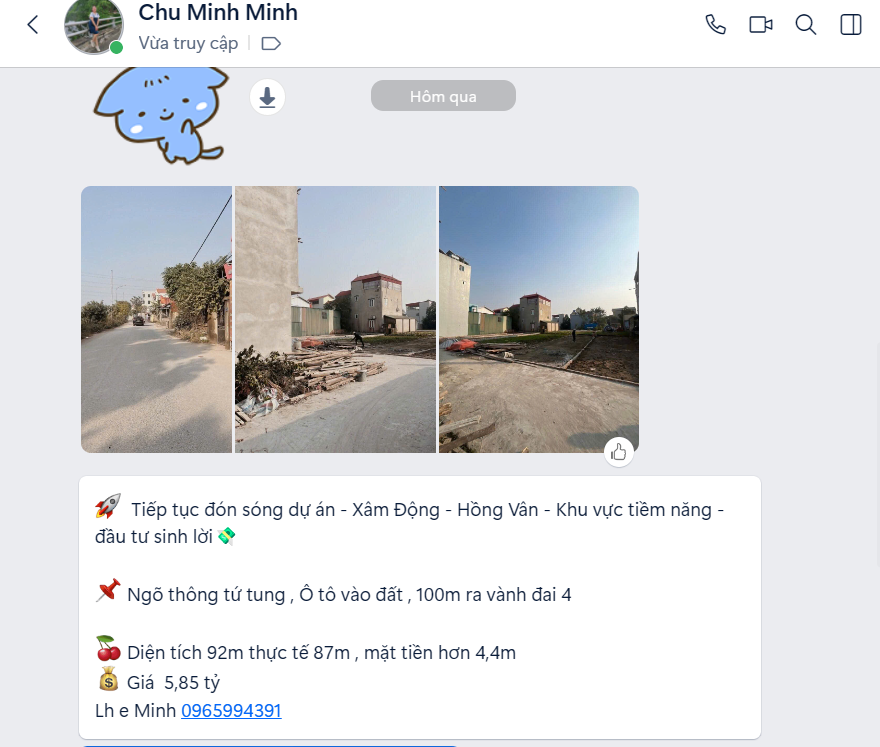 Chu Minh Minh
Vừa truy cập
Hôm qua
🚀 Tiếp tục đón sóng dự án - Xâm Động - Hồng Vân - Khu vực tiềm năng -
đầu tư sinh lời 💸
📌 Ngõ thông tứ tung , Ô tô vào đất , 100m ra vành đai 4
🍒 Diện tích 92m thực tế 87m , mặt tiền hơn 4,4m
💰 Giá 5,85 tỷ
Lh e Minh 0965994391